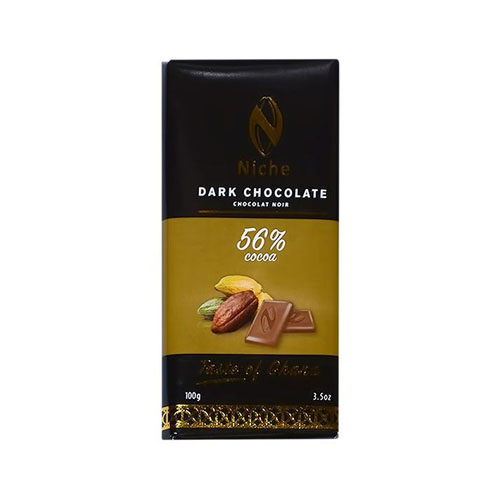 Niche
DARK CHOCOLATE
CHOCOLAT NOIR
56%
cocoa
Taste of Ghana
100g 3.5oz